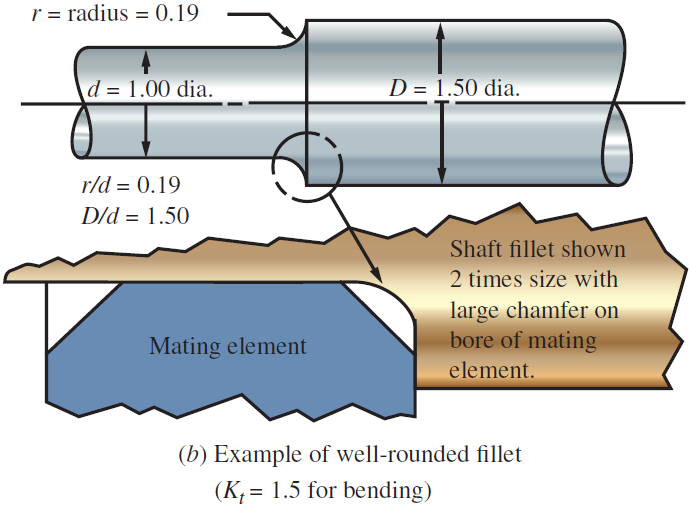 r = radius = 0.19
d = 1.00 dia.
D = 1.50 dia.
r/d = 0.19
D/d = 1.50
Shaft fillet shown
2 times size with
large chamfer on
bore of mating
element.
Mating element
(b) Example of well-rounded fillet
(Kt = 1.5 for bending)